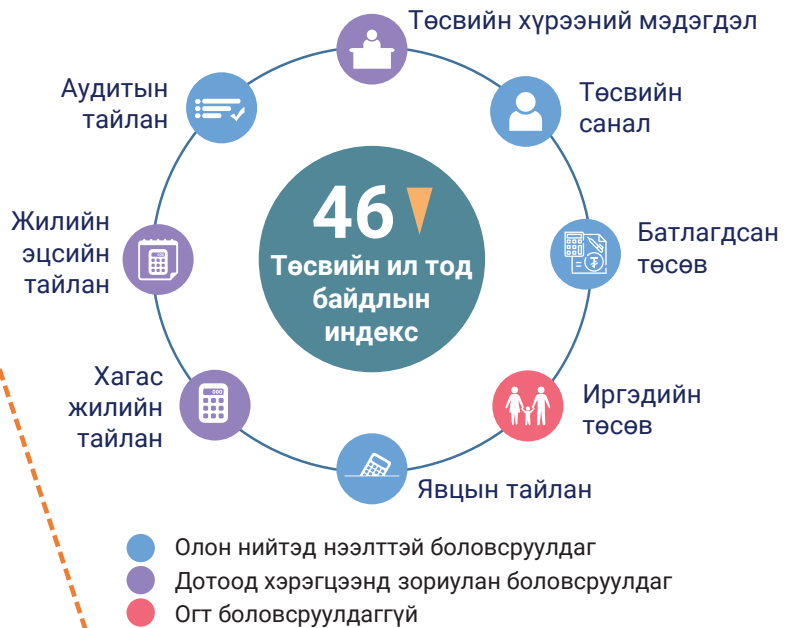 Төсвийн хүрээний мэдэгдэл
Төсвийн
санал
Батлагдсан
төсөв
Иргэдийн
төсөв
Явцын тайлан
Хагас
жилийн
тайлан
Жилийн
эцсийн
тайлан
Аудитын
тайлан
46
Төсвийн ил тод
байдлын
индекс
Олон нийтэд нээлттэй боловсруулдаг
Дотоод хэрэгцээнд зориулан боловсруулдаг
Огт боловсруулдаггүй